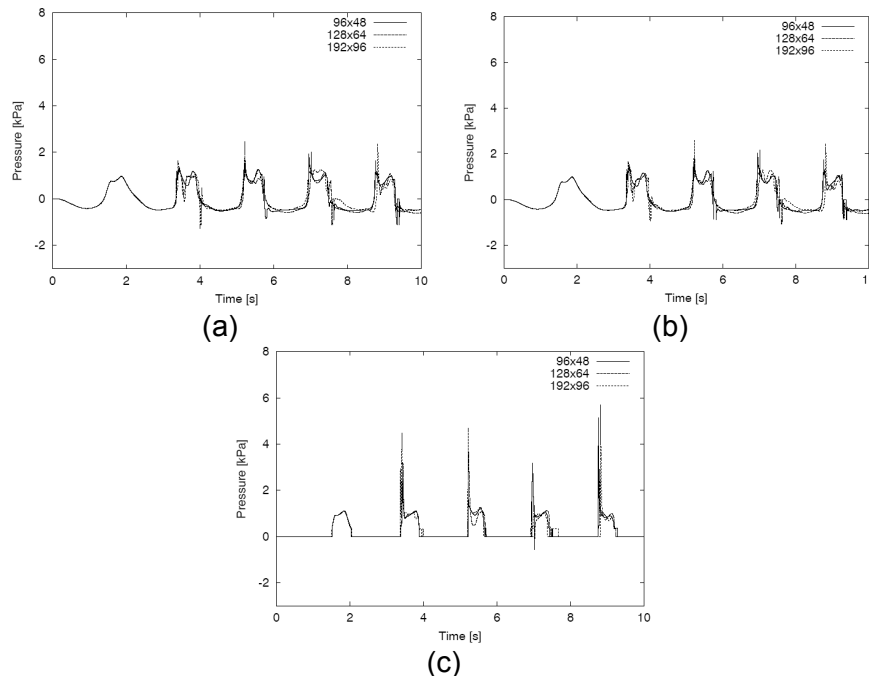 8
6
4
2
0
-2
0 2 4 6 8 10
Pressure [kPa]
Time [s]
96x48
128x64
192x96
(a)
8
6
4
2
0
-2
0 2 4 6 8 1
Pressure [kPa]
Time [s]
96x48
128x64
192x96
(b)
8
6
4
2
0
-2
0 2 4 6 8 10
Pressure [kPa]
Time [s]
96x48
128x64
192x96
(c)